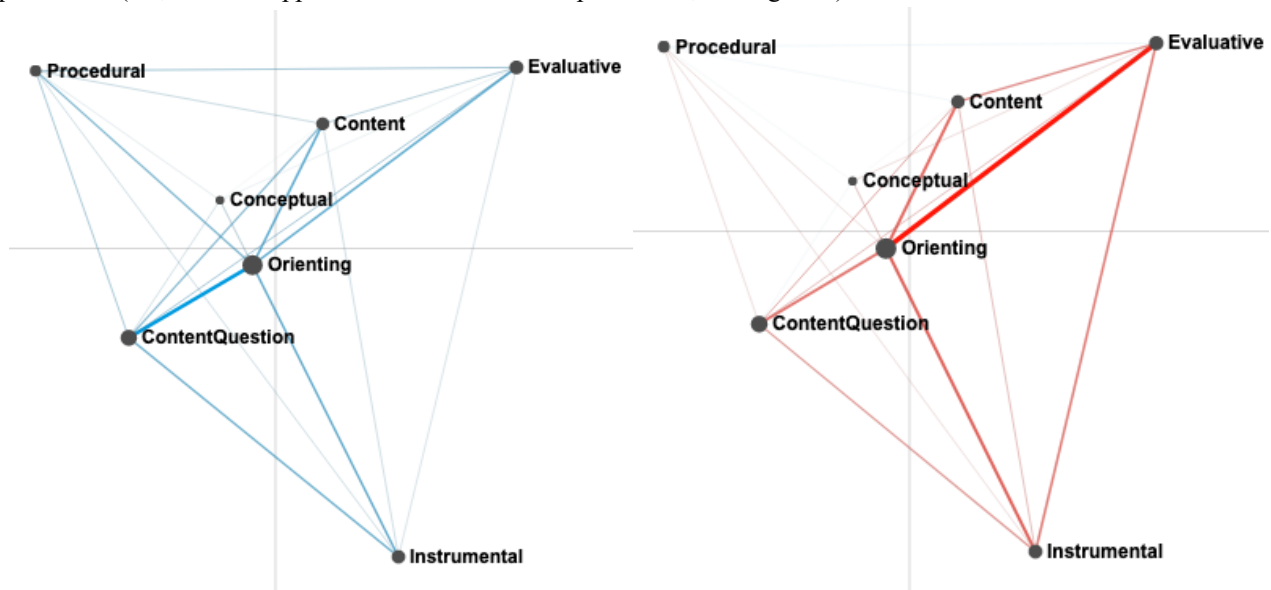 Procedural
Evaluative
Content
Conceptual
Orienting
ContentQuestion
Instrumental
Procedural
Evaluative
Content
Conceptual
Orienting
ContentQuestion
Instrumental